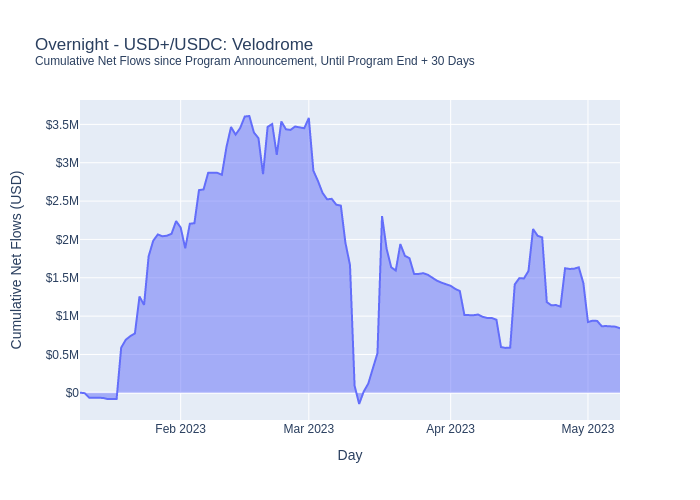 Overnight - USD+/USDC: Velodrome
Cumulative Net Flows since Program Announcement, Until Program End + 30 Days
Cumulative Net Flows (USD)
$3.5M
$3M
$2.5M
$2M
$1.5M
$1M
$0.5M
$0
Feb 2023
Mar 2023
Apr 2023
May 2023
Day